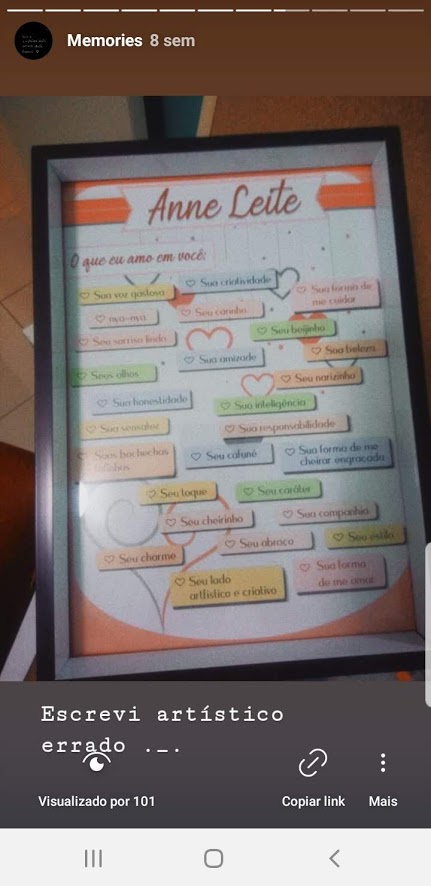 Memories 8 sem
Anne Leite
O que eu amo em você:
Sua voz gostosa
Sua criatividade
Sua forma de
me cuidar
nya-nya
Seu carinho
Seu sorriso lindo
Seu beijinho
Sua amizade
Sua beleza
Seus olhos
Seu narizinho
Sua honestidade
Sua inteligência
Sua sensatez
Sua responsabilidade
Suas bochechas
fofinhas
Seu cafuné
Sua forma de me
cheirar engraçada
Seu toque
Seu caráter
Seu cheirinho
Sua companhia
Seu abraço
Seu estilo
Seu charme
Seu lado
artlistico e criativo
Sua forma
de me amar
Escrevi artístico
errado ._.
Visualizado por 101
Copiar link
Mais